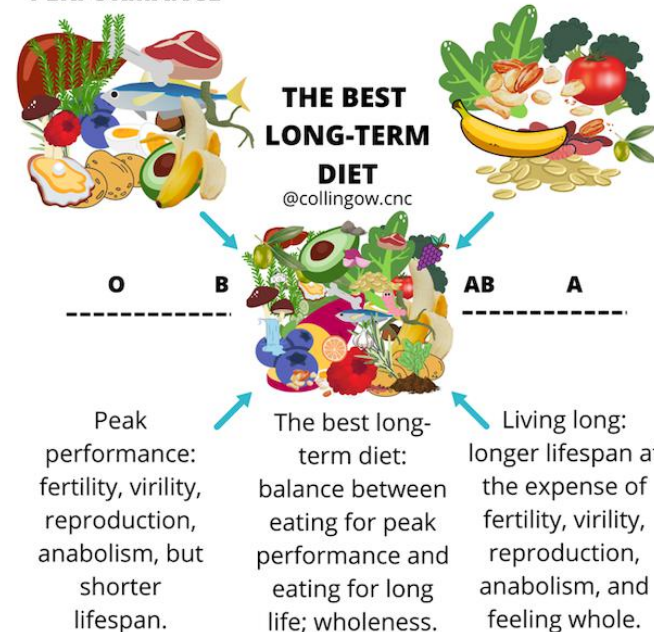 THE BEST
LONG-TERM
DIET
@collingow.cnc
O B AB A
Peak
performance:
fertility, virility,
reproduction,
anabolism, but
shorter
lifespan.
The best long-
term diet:
balance between
eating for peak
performance and
eating for long
life; wholeness.
Living long:
longer lifespan at
the expense of
fertility, virility,
reproduction,
anabolism, and
feeling whole.